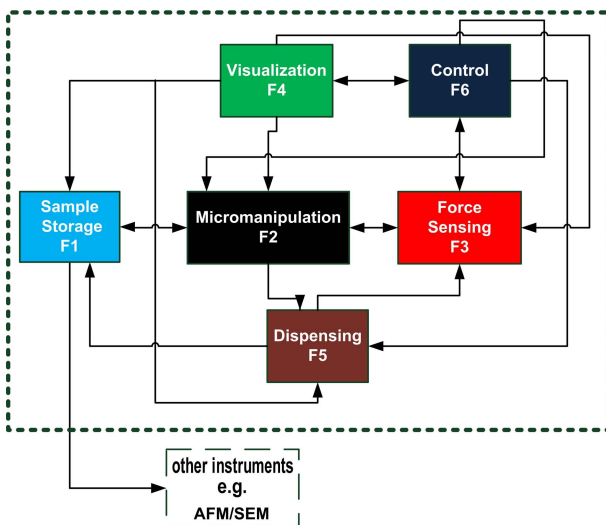 Visualization
F4
Control
F6
Sample
Storage
F1
Micromanipulation
F2
Force
Sensing
F3
Dispensing
F5
other instruments
e.g.
AFM/SEM